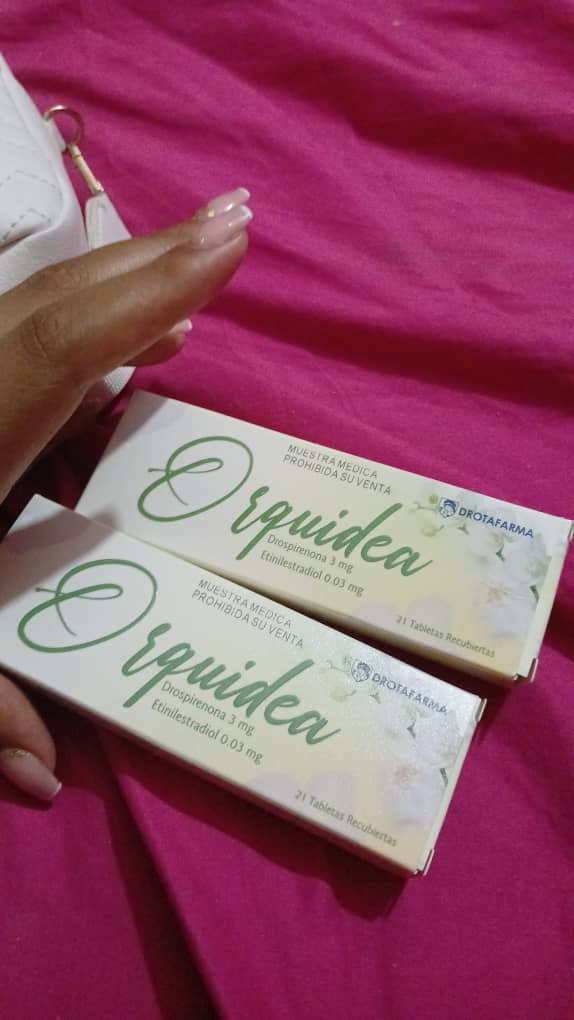 MUESTRA MEDICA
PROHIBIDA SU VENTA
Orquidea
DROTAFARMA
Drospirenona 3 mg
Etinilestradiol 0.03 mg
21 Tabletas Recubiertas
MUESTRA MEDICA
PROHIBIDA SU VENTA
Orquidea
DROTAFARMA
Drospirenona 3 mg
Etinilestradiol 0.03 mg
21 Tabletas Recubiertas